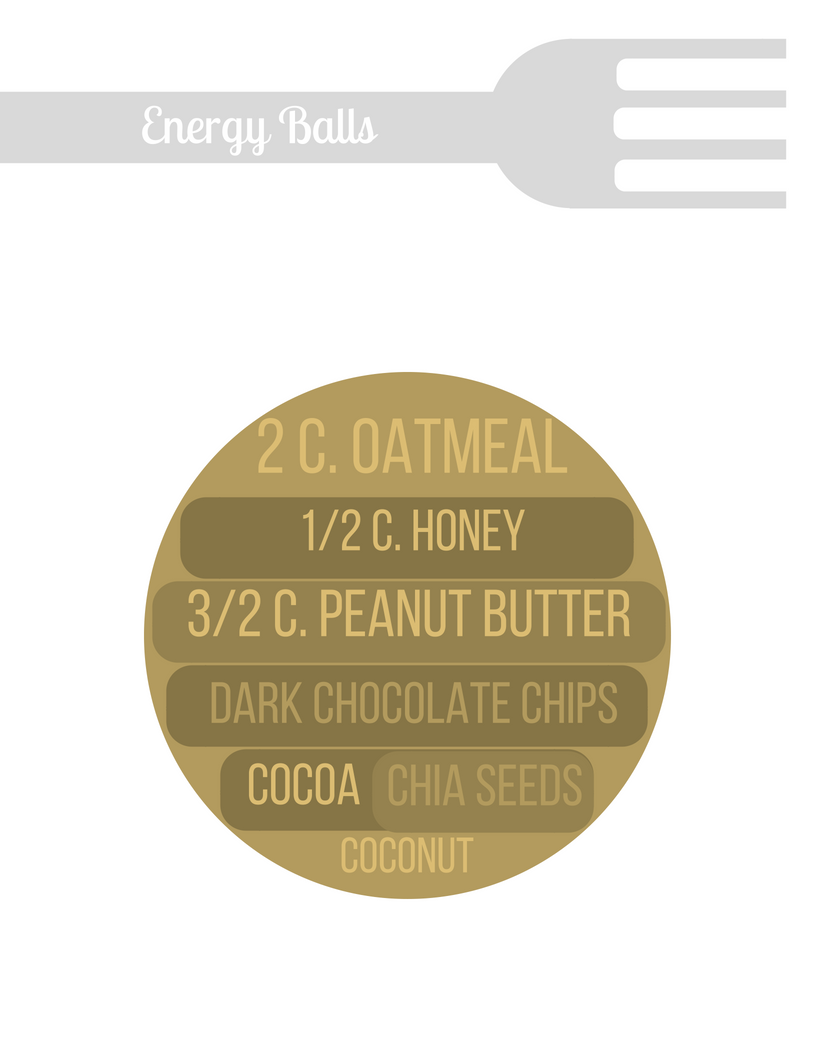 Energy Balls
2 C. OATMEAL
1/2 C. HONEY
3/2 C. PEANUT BUTTER
DARK CHOCOLATE CHIPS
COCOA CHIA SEEDS
COCONUT